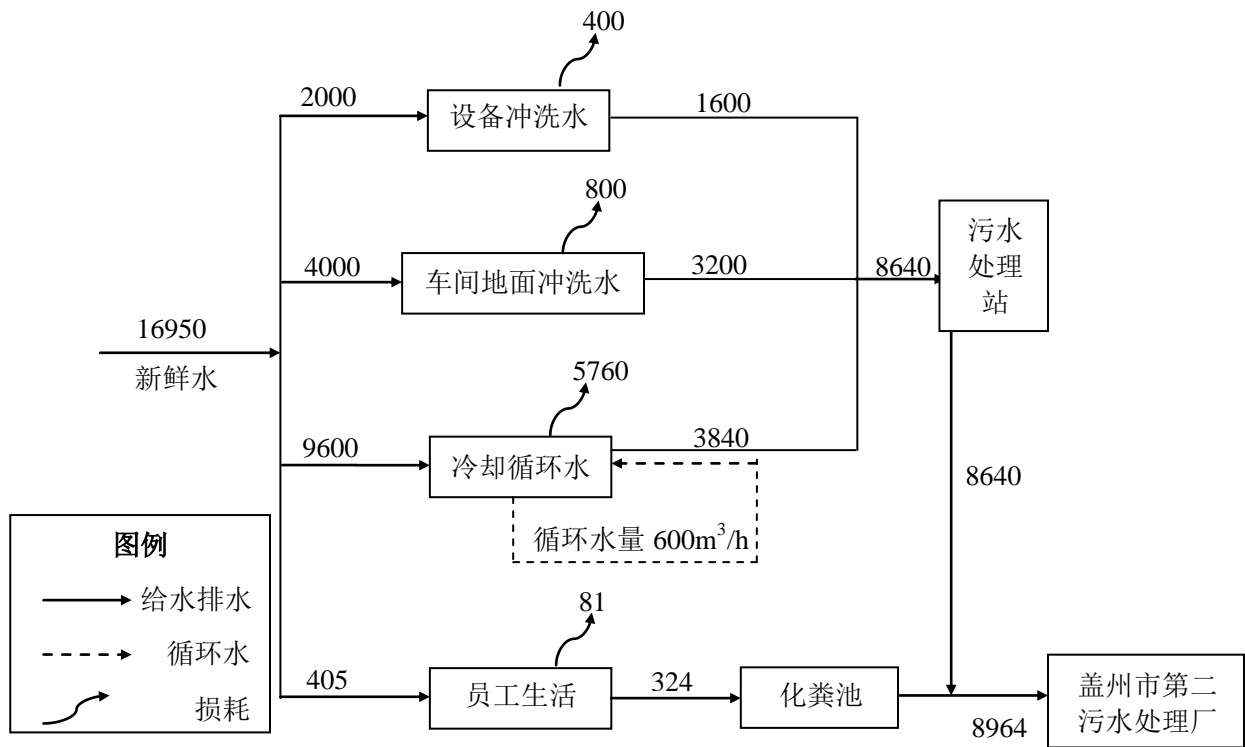 400
2000
设备冲洗水
1600
800
4000
车间地面冲洗水
3200
8640
污水
处理
站
16950
新鲜水
5760
9600
冷却循环水
3840
循环水量 600m³/h
8640
图例
给水排水
循环水
损耗
81
405
员工生活
324
化粪池
8964
盖州市第二
污水处理厂